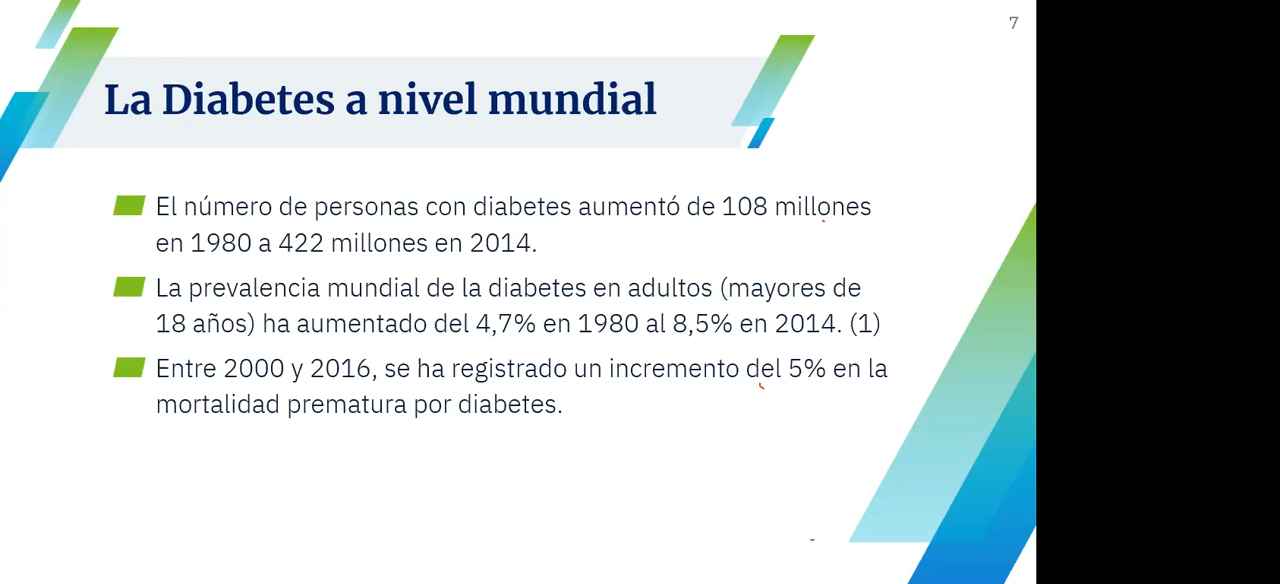 7
La Diabetes a nivel mundial
El número de personas con diabetes aumentó de 108 millones
en 1980 a 422 millones en 2014.
La prevalencia mundial de la diabetes en adultos (mayores de
18 años) ha aumentado del 4,7% en 1980 al 8,5% en 2014. (1)
Entre 2000 y 2016, se ha registrado un incremento del 5% en la
mortalidad prematura por diabetes.